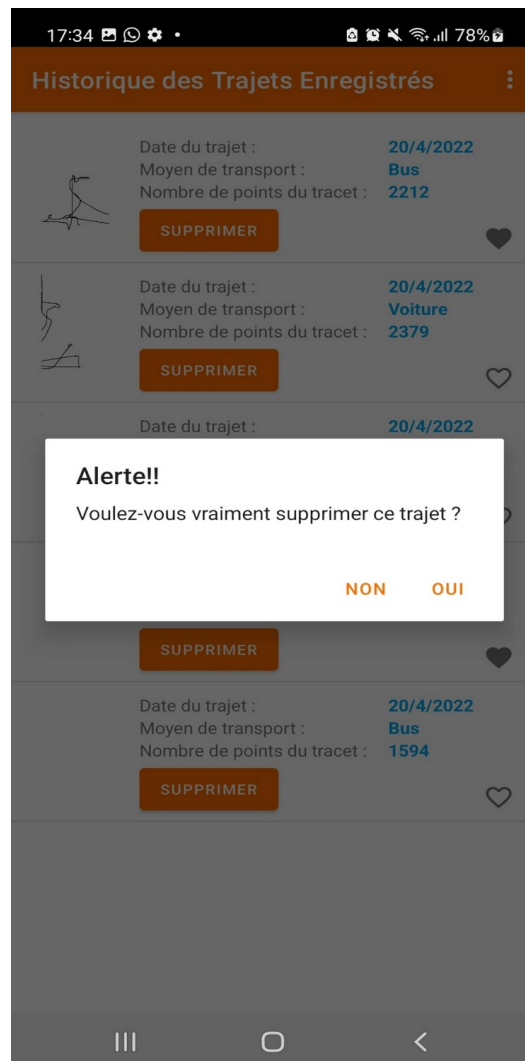 17:34 78%
Historique des Trajets Enregistrés
Date du trajet : 20/4/2022
Moyen de transport : Bus
Nombre de points du tracet : 2212
SUPPRIMER
Date du trajet : 20/4/2022
Moyen de transport : Voiture
Nombre de points du tracet : 2379
SUPPRIMER
Date du trajet : 20/4/2022
Alerte!!
Voulez-vous vraiment supprimer ce trajet ?
NON OUI
SUPPRIMER
Date du trajet : 20/4/2022
Moyen de transport : Bus
Nombre de points du tracet : 1594
SUPPRIMER